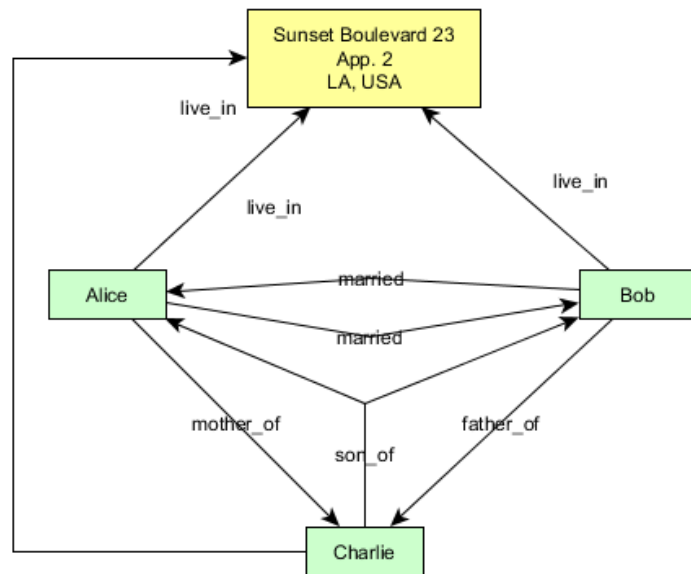 Sunset Boulevard 23
App. 2
LA, USA
live_in
live_in
live_in
married
Alice
Bob
married
mother_of
father_of
son_of
Charlie